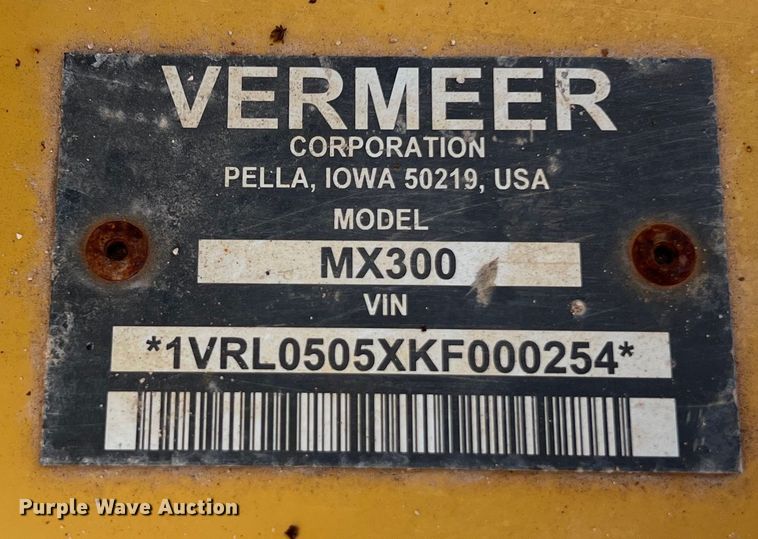 VERMEER
CORPORATION
PELLA, IOWA 50219, USA
MODEL
MX300
ViN
*1VRL0505XKF000254*
Purple Wave Auction